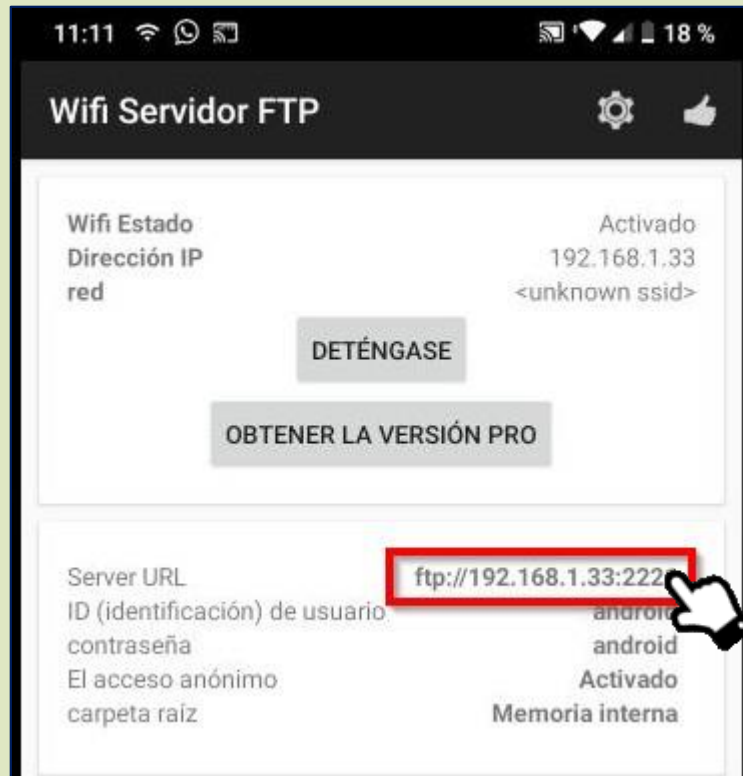 11:11 18 %
Wifi Servidor FTP
Wifi Estado Activado
Dirección IP 192.168.1.33
red <unknown ssid>
DETÉNGASE
OBTENER LA VERSIÓN PRO
Server URL ftp://192.168.1.33:222
ID (identificación) de usuario android
contraseña android
El acceso anónimo Activado
carpeta raíz Memoria interna